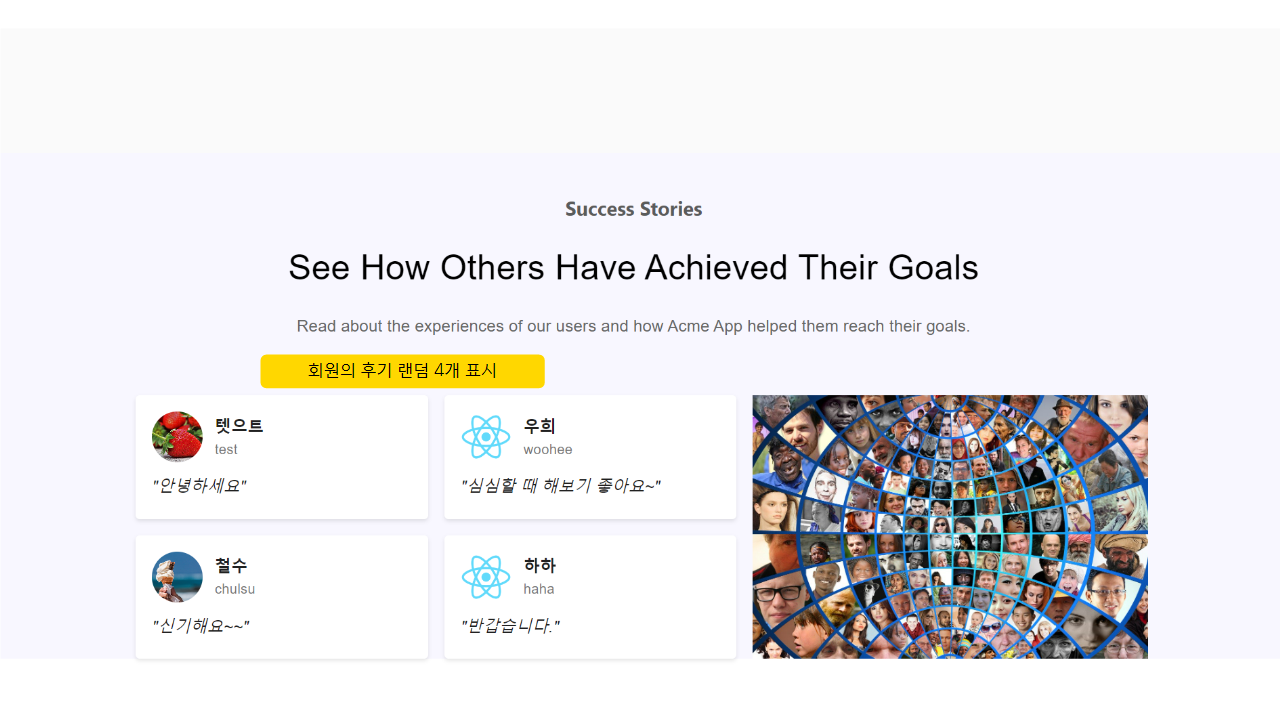 Success Stories
See How Others Have Achieved Their Goals
Read about the experiences of our users and how Acme App helped them reach their goals.
회원의 후기 랜덤 4개 표시
텟으트
test
"안녕하세요"
우희
woohee
"심심할 때 해보기 좋아요~"
철수
chulsu
"신기해요~~"
하하
haha
"반갑습니다."